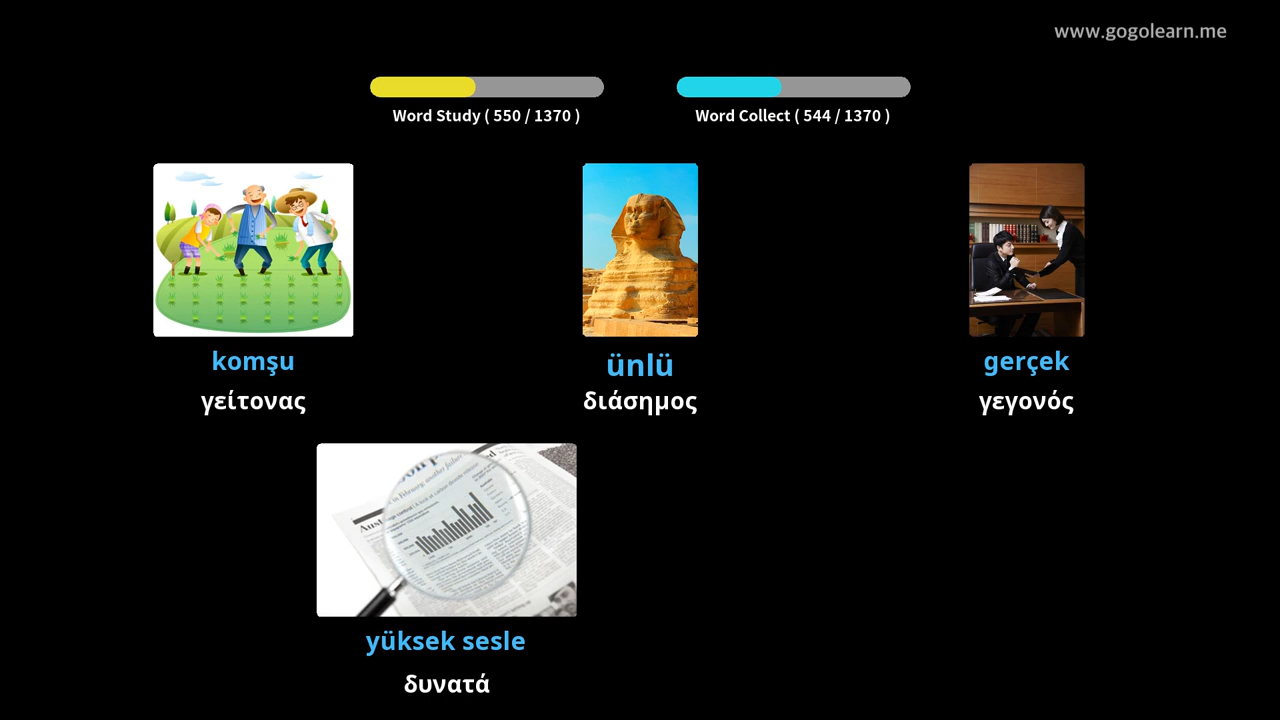 www.gogolearn.me
Word Study ( 550 / 1370 )
Word Collect ( 544 / 1370 )
komşu
γείτονας
ünlü
διάσημος
gerçek
γεγονός
yüksek sesle
δυνατά